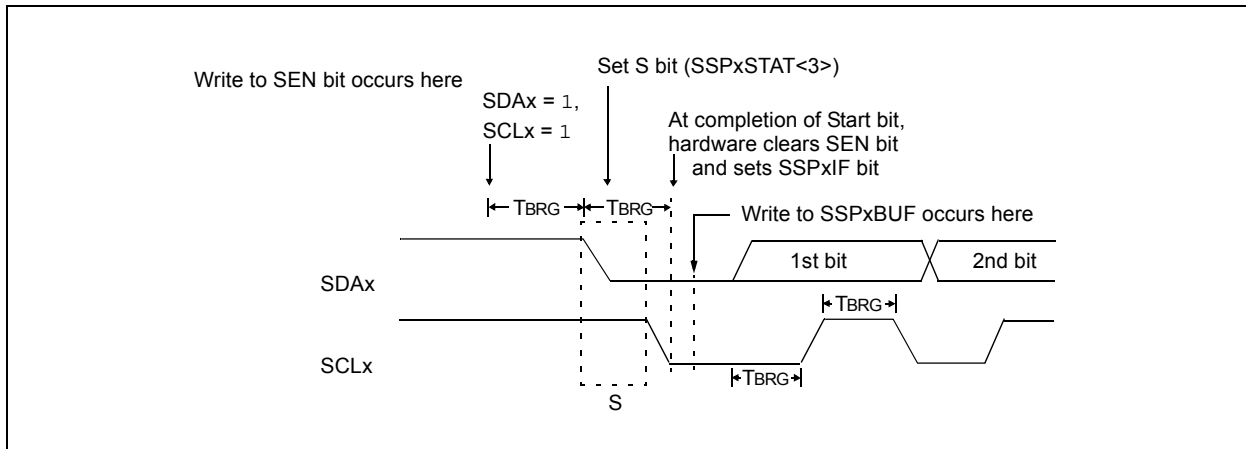 Write to SEN bit occurs here
Set S bit (SSPxSTAT<3>)
SDAx = 1,
SCLx = 1
At completion of Start bit,
hardware clears SEN bit
and sets SSPxIF bit
TBRG
TBRG
Write to SSPxBUF occurs here
SDAx
1st bit
2nd bit
TBRG
SCLx
TBRG
S